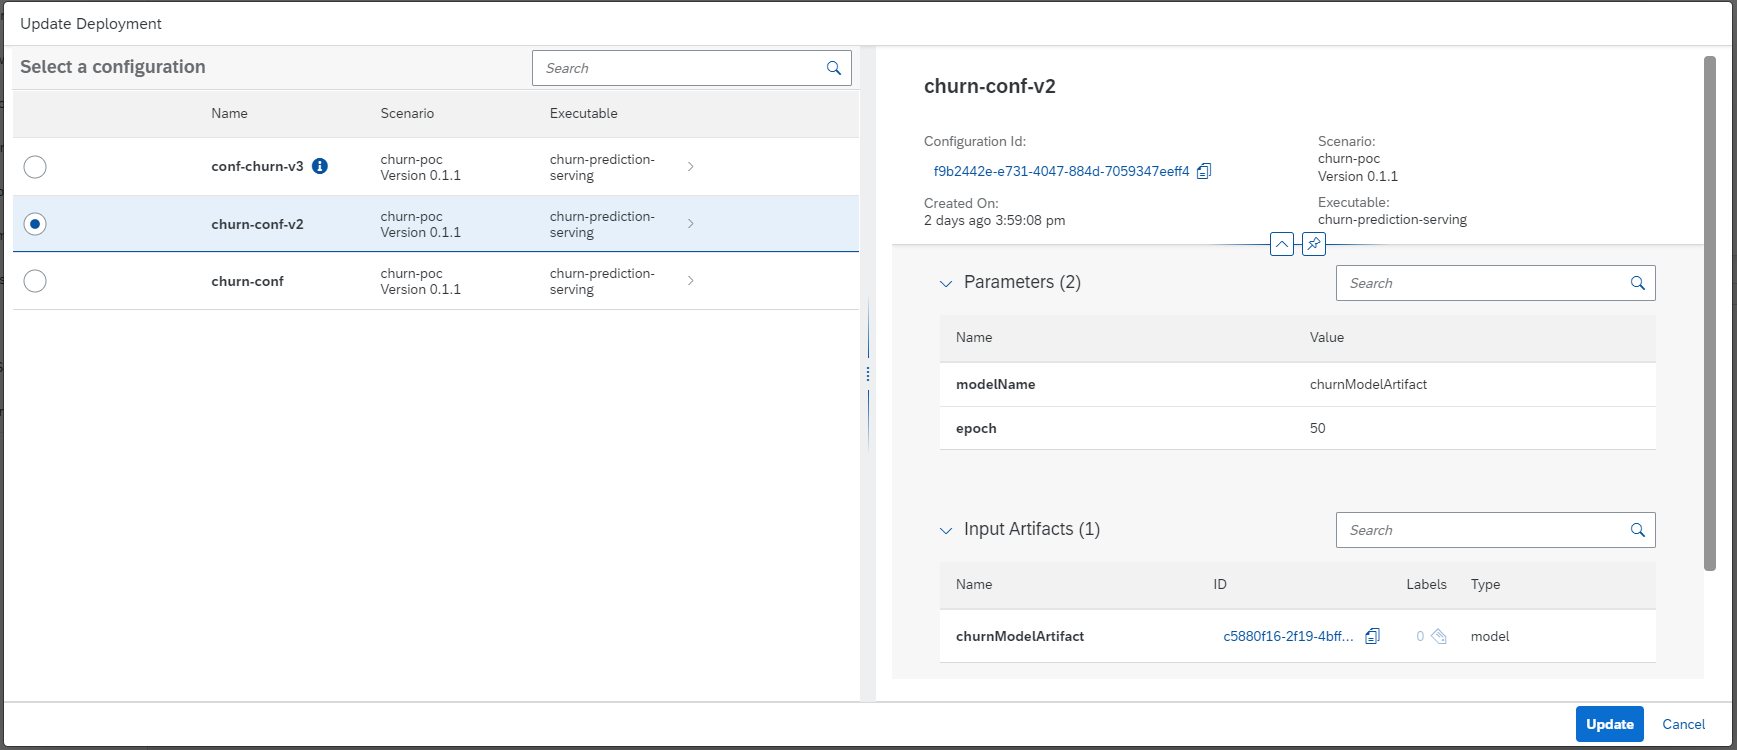 Update Deployment
Select a configuration
Search
Name Scenario Executable
conf-churn-v3 churn-poc Version 0.1.1 churn-prediction-serving
churn-conf-v2 churn-poc Version 0.1.1 churn-prediction-serving
churn-conf churn-poc Version 0.1.1 churn-prediction-serving
churn-conf-v2
Configuration Id:
f9b2442e-e731-4047-884d-7059347eeff4
Created On:
2 days ago 3:59:08 pm
Scenario:
churn-poc
Version 0.1.1
Executable:
churn-prediction-serving
Parameters (2)
Search
Name Value
modelName churnModelArtifact
epoch 50
Input Artifacts (1)
Search
Name ID Labels Type
churnModelArtifact c5880f16-2f19-4bff... 0 model
Update Cancel